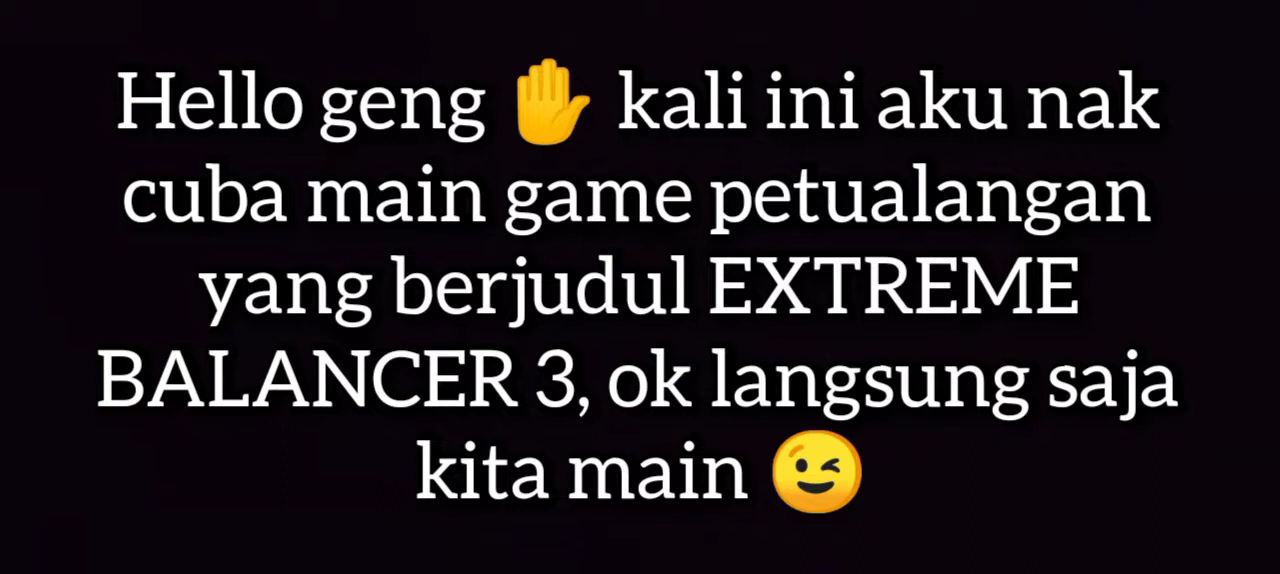 Hello geng ✋ kali ini aku nak
cuba main game petualangan
yang berjudul EXTREME
BALANCER 3, ok langsung saja
kita main 😉